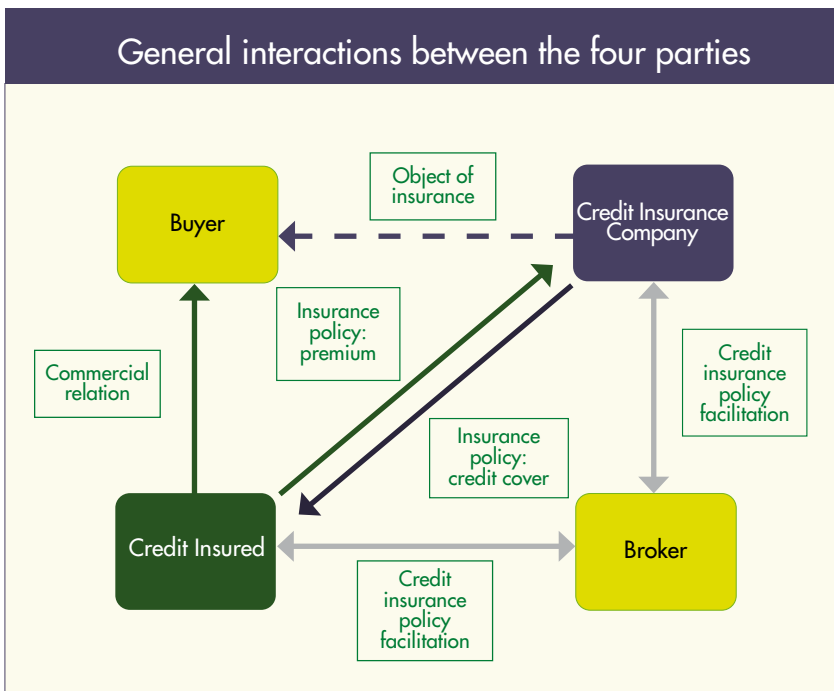 General interactions between the four parties
Object of
insurance
Buyer
Credit Insurance
Company
Insurance
policy:
premium
Commercial
relation
Credit
insurance
policy
facilitation
Insurance
policy:
credit cover
Credit Insured
Broker
Credit
insurance
policy
facilitation